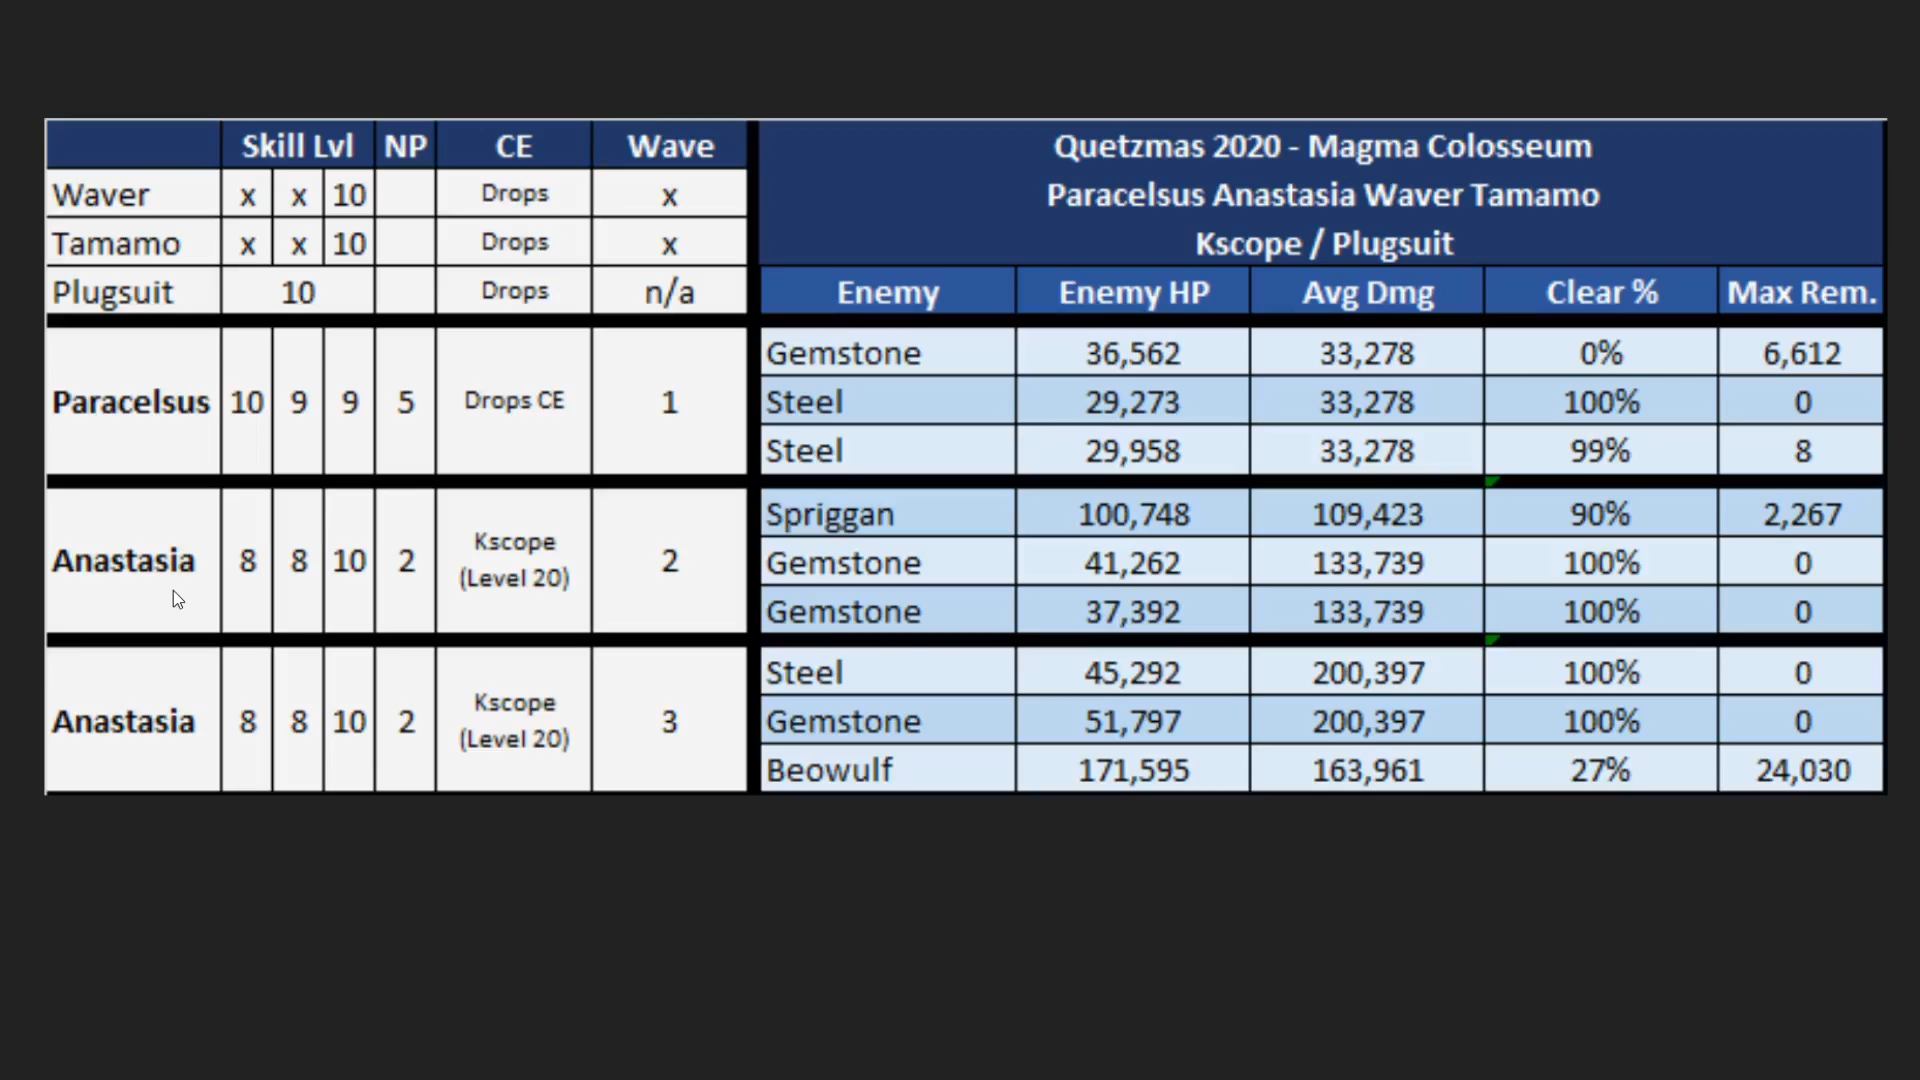 Skill Lvl NP CE Wave
Waver x x 10 Drops x
Tamamo x x 10 Drops x
Plugsuit 10 Drops n/a
Quetzmas 2020 - Magma Colosseum
Paracelsus Anastasia Waver Tamamo
Kscope / Plugsuit
Enemy Enemy HP Avg Dmg Clear % Max Rem.
Paracelsus 10 9 9 5 Drops CE 1
Gemstone 36,562 33,278 0% 6,612
Steel 29,273 33,278 100% 0
Steel 29,958 33,278 99% 8
Anastasia 8 8 10 2 Kscope (Level 20) 2
Spriggan 100,748 109,423 90% 2,267
Gemstone 41,262 133,739 100% 0
Gemstone 37,392 133,739 100% 0
Anastasia 8 8 10 2 Kscope (Level 20) 3
Steel 45,292 200,397 100% 0
Gemstone 51,797 200,397 100% 0
Beowulf 171,595 163,961 27% 24,030